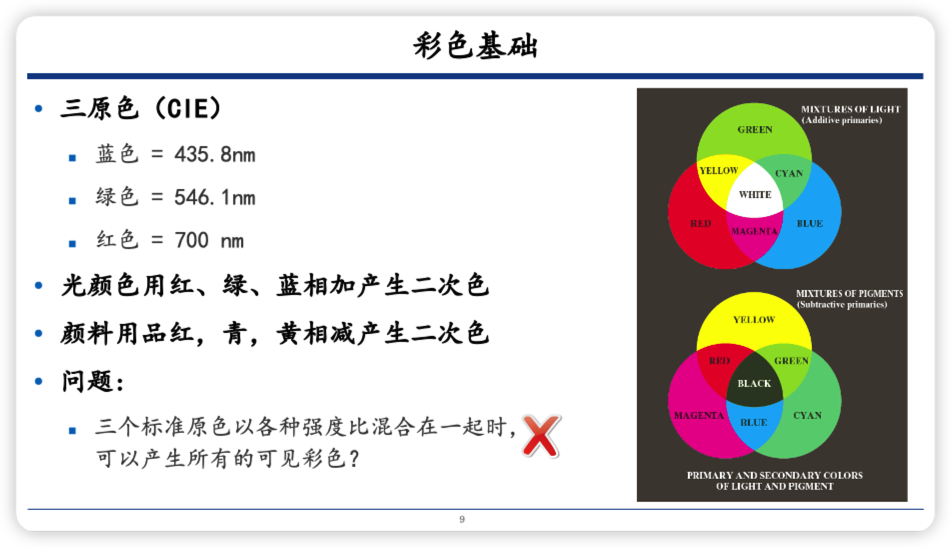 彩色基础
• 三原色（CIE）
▪ 蓝色 = 435.8nm
▪ 绿色 = 546.1nm
▪ 红色 = 700 nm
• 光颜色用红、绿、蓝相加产生二次色
• 颜料用品红，青，黄相减产生二次色
• 问题：
▪ 三个标准原色以各种强度比混合在一起时，
可以产生所有的可见彩色？
MIXTURES OF LIGHT
(Additive primaries)
GREEN
YELLOW
CYAN
WHITE
RED
MAGENTA
BLUE
MIXTURES OF PIGMENTS
(Subtractive primaries)
YELLOW
RED
GREEN
BLACK
MAGENTA
BLUE
CYAN
PRIMARY AND SECONDARY COLORS
OF LIGHT AND PIGMENT
9